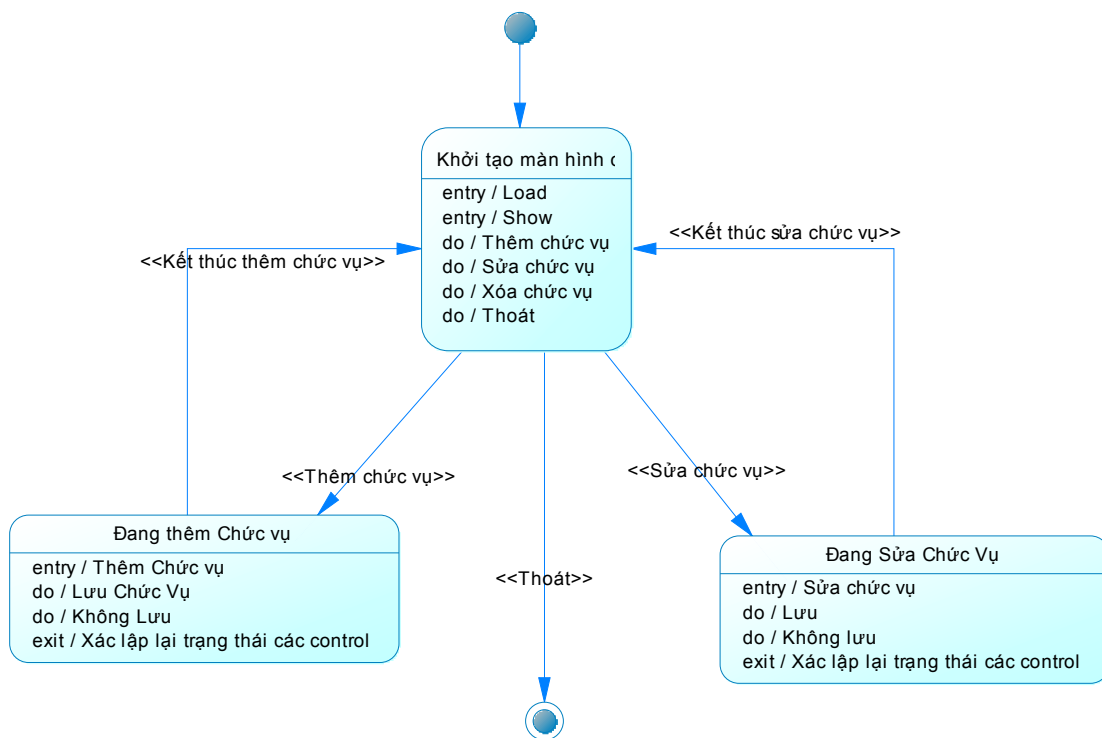 Khởi tạo màn hình c
entry / Load
entry / Show
do / Thêm chức vụ
do / Sửa chức vụ
do / Xóa chức vụ
do / Thoát
<<Kết thúc thêm chức vụ>>
<<Kết thúc sửa chức vụ>>
<<Thêm chức vụ>>
<<Sửa chức vụ>>
<<Thoát>>
Đang thêm Chức vụ
entry / Thêm Chức vụ
do / Lưu Chức Vụ
do / Không Lưu
exit / Xác lập lại trạng thái các control
Đang Sửa Chức Vụ
entry / Sửa chức vụ
do / Lưu
do / Không lưu
exit / Xác lập lại trạng thái các control